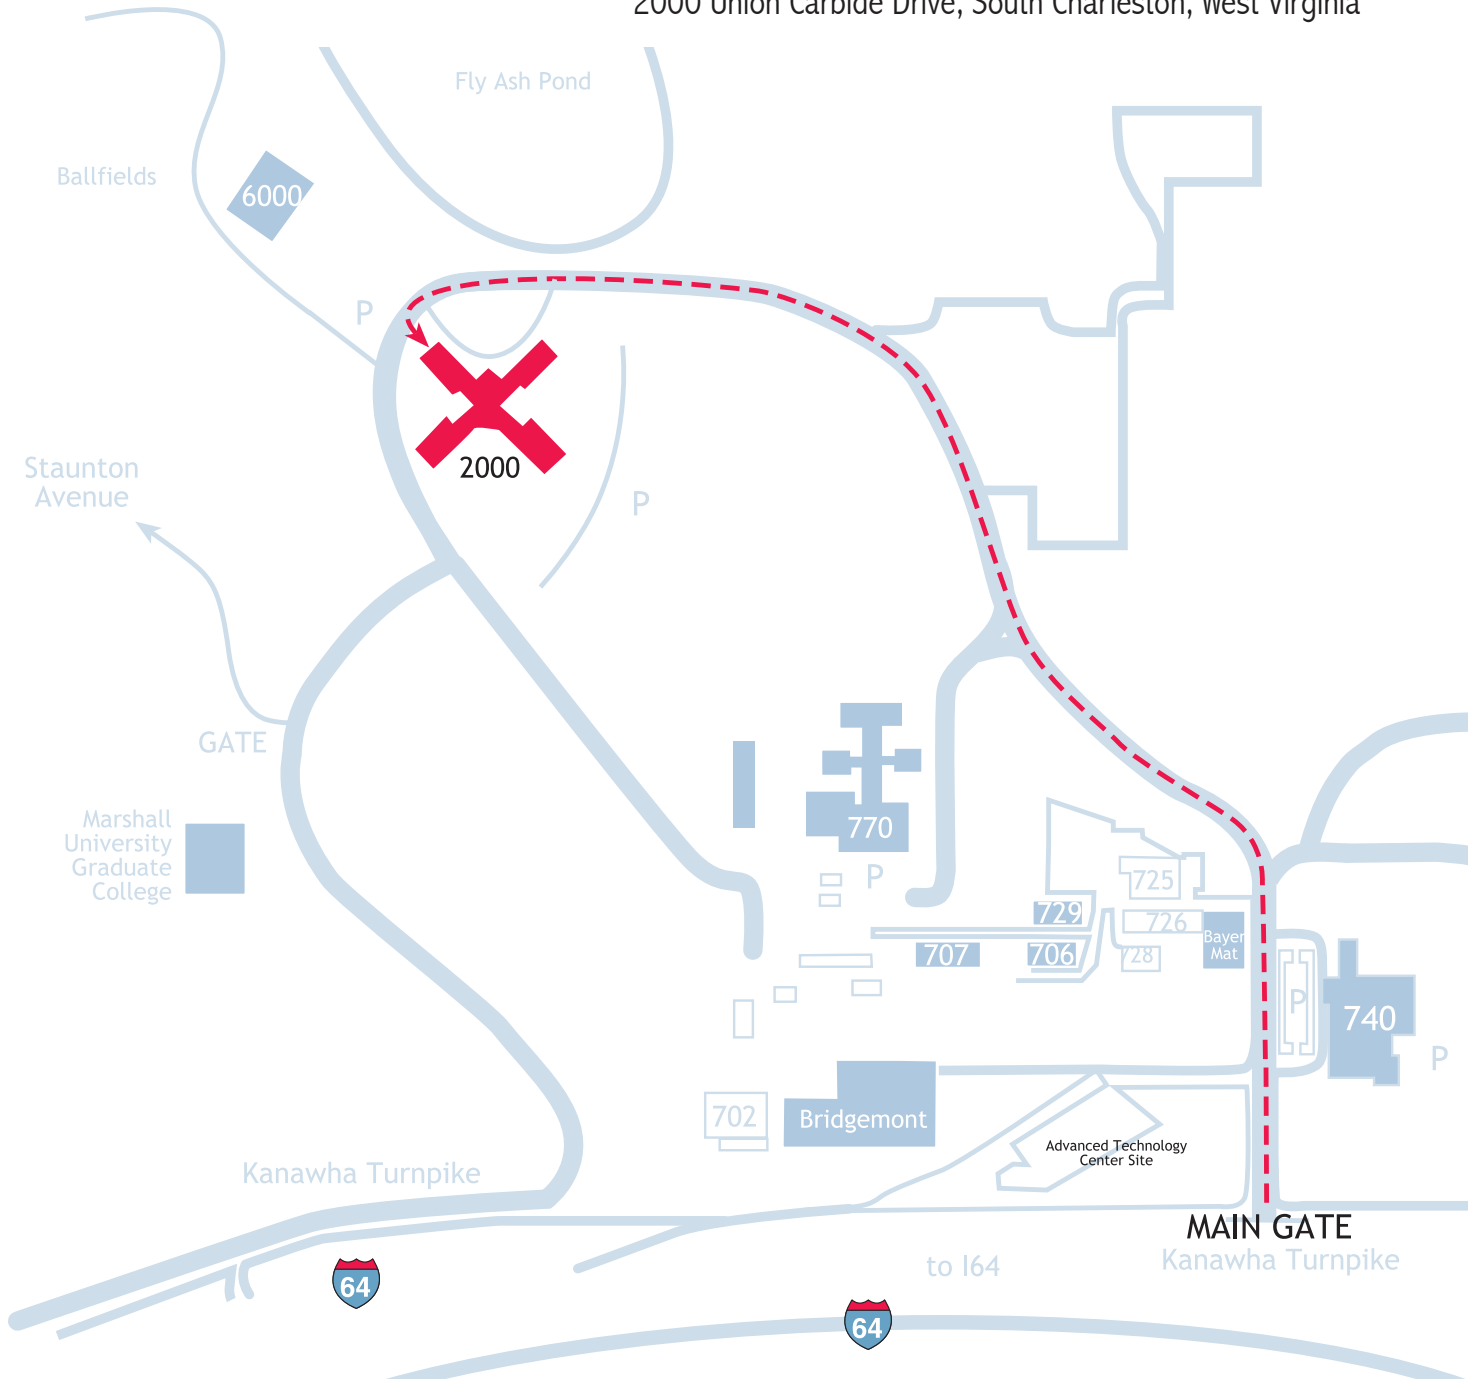 2000 Union Carbide Drive, South Charleston, West Virginia
Fly Ash Pond
Ballfields
6000
P
2000
Staunton
Avenue
P
GATE
Marshall
University
Graduate
College
770
P
725
729
726
Bayer
Mat
707
706
728
P
740
P
702
Bridgemont
Advanced Technology
Center Site
Kanawha Turnpike
MAIN GATE
Kanawha Turnpike
to I64
64
64